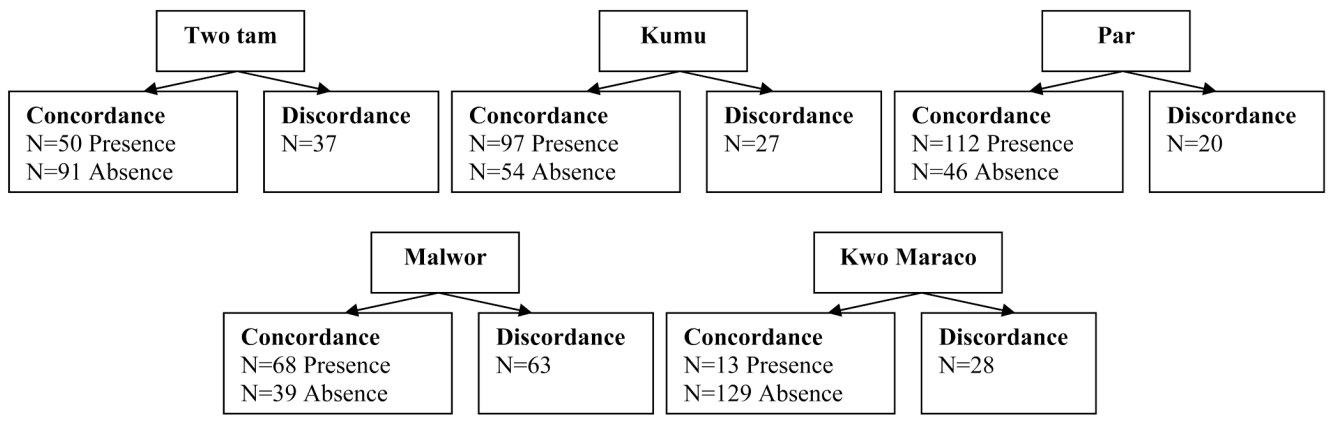 Two tam
Concordance
N=50 Presence
N=91 Absence
Discordance
N=37
Kumu
Concordance
N=97 Presence
N=54 Absence
Discordance
N=27
Par
Concordance
N=112 Presence
N=46 Absence
Discordance
N=20
Malwor
Concordance
N=68 Presence
N=39 Absence
Discordance
N=63
Kwo Maraco
Concordance
N=13 Presence
N=129 Absence
Discordance
N=28